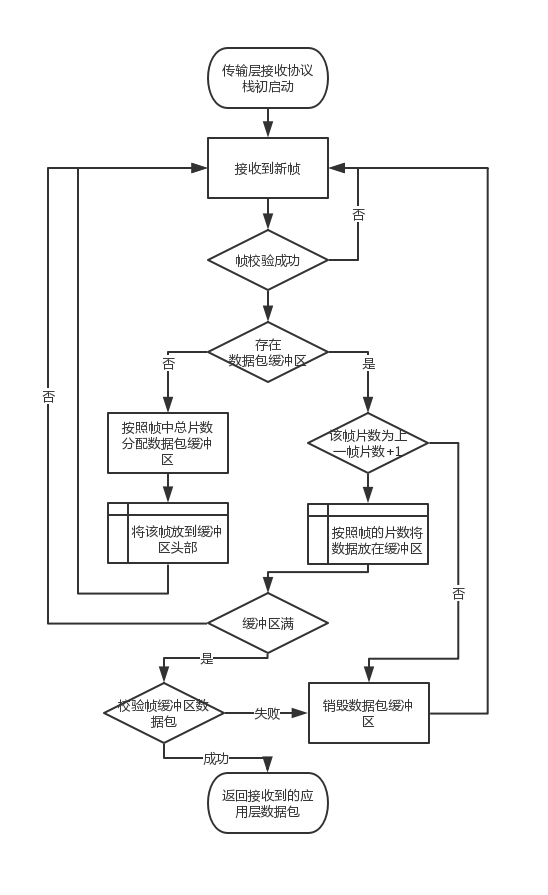 传输层接收协议
栈初启动
接收到新帧
否
帧校验成功
存在
数据包缓冲区
否
是
否
按照帧中总片数
分配数据包缓冲
区
该帧片数为上
一帧片数+1
将该帧放到缓冲
区头部
按照帧的片数将
数据放在缓冲区
否
缓冲区满
是
校验帧缓冲区数
据包
失败
销毁数据包缓冲
区
成功
返回接收到的应
用层数据包